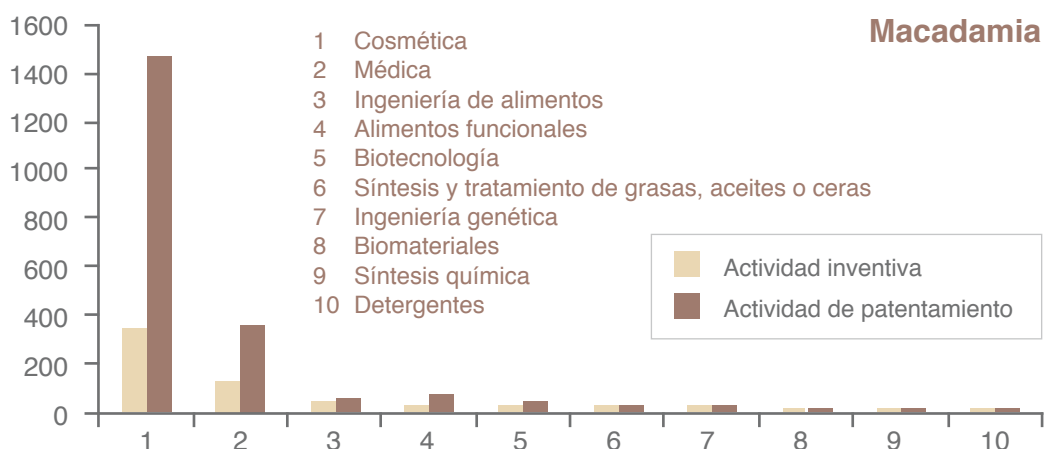 Macadamia
1600
1400
1200
1000
800
600
400
200
0
1 Cosmética
2 Médica
3 Ingeniería de alimentos
4 Alimentos funcionales
5 Biotecnología
6 Síntesis y tratamiento de grasas, aceites o ceras
7 Ingeniería genética
8 Biomateriales
9 Síntesis química
10 Detergentes
Actividad inventiva
Actividad de patentamiento
1 2 3 4 5 6 7 8 9 10